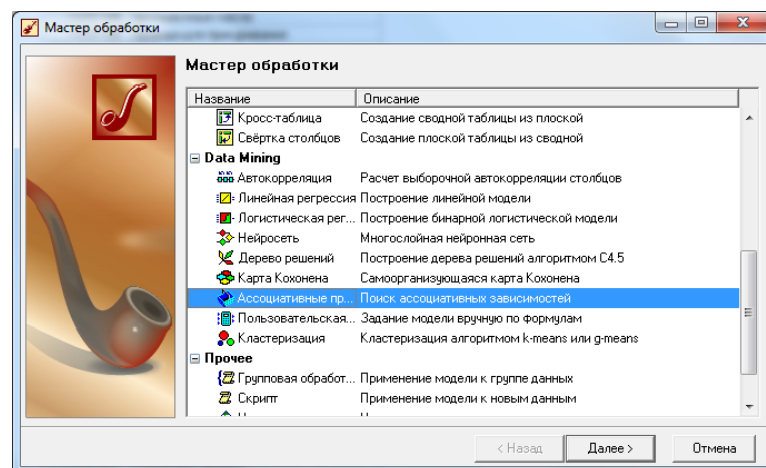 Мастер обработки
Мастер обработки
Название Описание
Кросс-таблица Создание сводной таблицы из плоской
Свёртка столбцов Создание плоской таблицы из сводной
Data Mining
Автокорреляция Расчет выборочной автокорреляции столбцов
Линейная регрессия Построение линейной модели
Логистическая рег... Построение бинарной логистической модели
Нейросеть Многослойная нейронная сеть
Дерево решений Построение дерева решений алгоритмом C4.5
Карта Кохонена Самоорганизующаяся карта Кохонена
Ассоциативные пр... Поиск ассоциативных зависимостей
Пользовательская... Задание модели вручную по формулам
Кластеризация Кластеризация алгоритмом k-means или g-means
Прочее
Групповая обработ... Применение модели к группе данных
Скрипт Применение модели к новым данным
< Назад Далее > Отмена